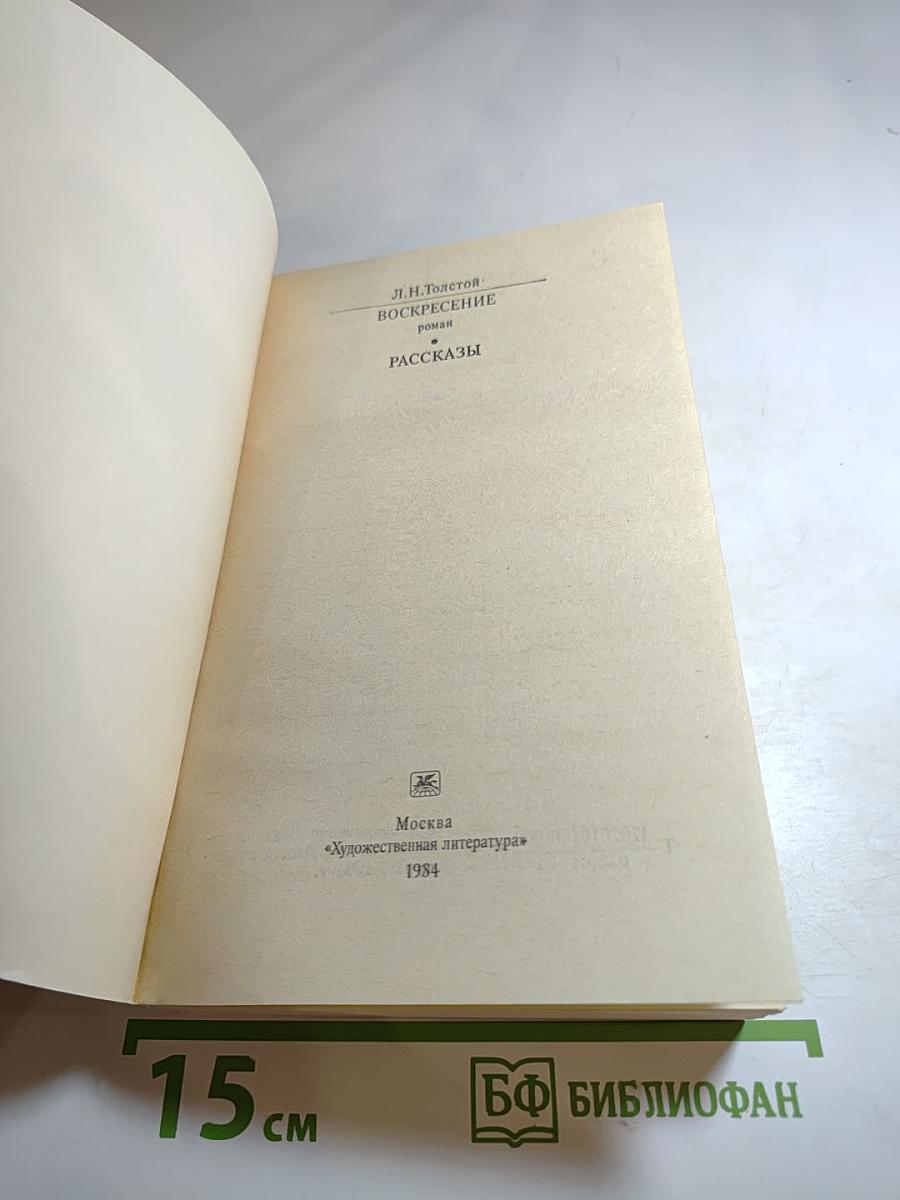 Л.Н.Толстой
ВОСКРЕСЕНИЕ
роман
•
РАССКАЗЫ
Москва
«Художественная литература»
1984
15 см
БФ БИБЛИОФАН